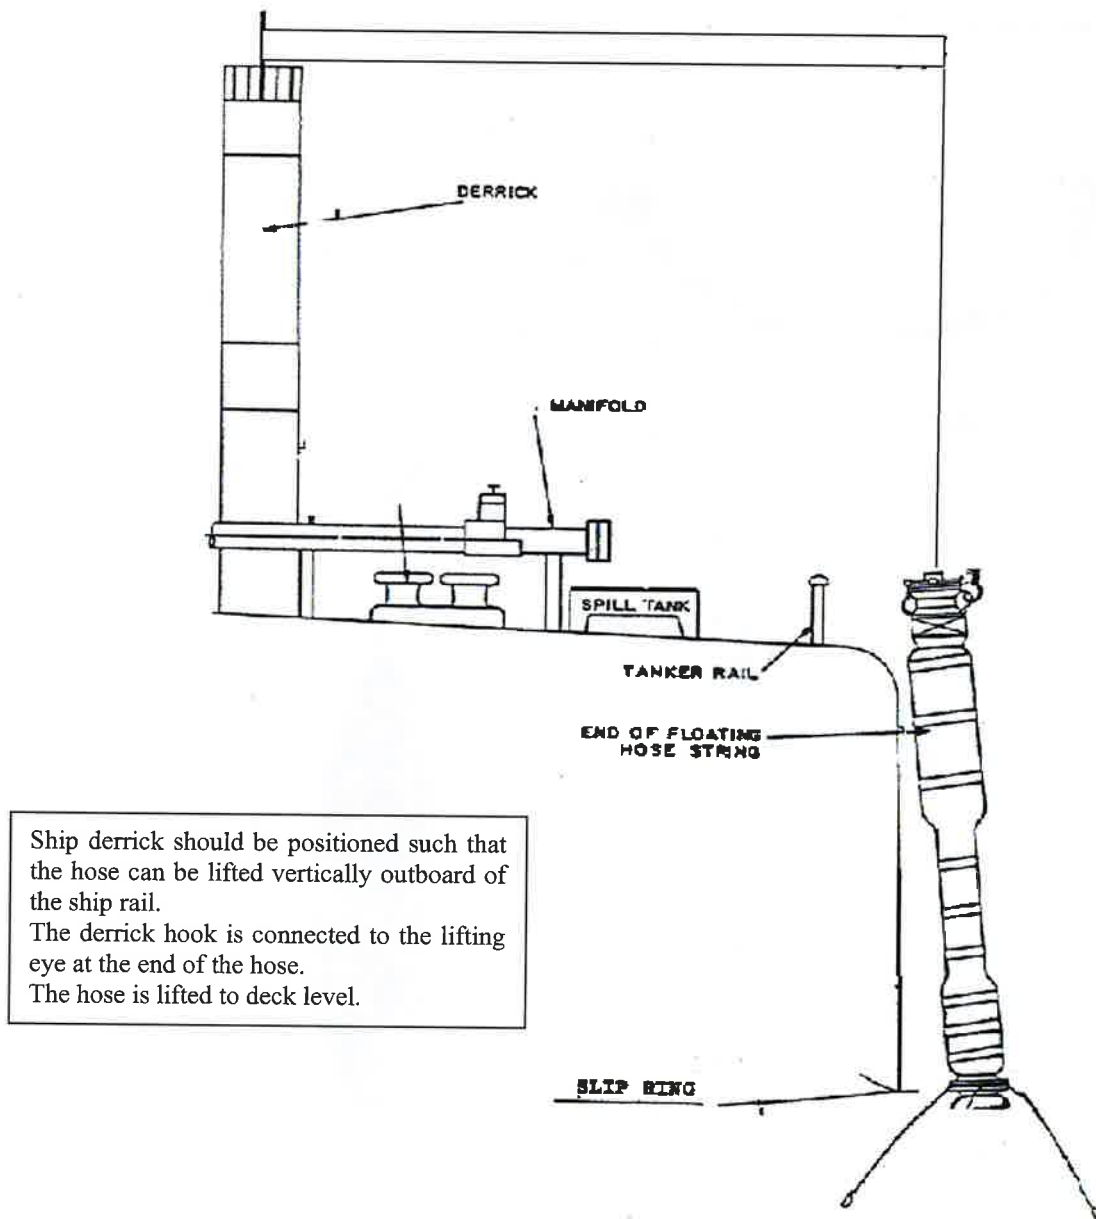 DERRICK
MANIFOLD
SPILL TANK
TANKER RAIL
END OF FLOATING
HOSE STRING
Ship derrick should be positioned such that
the hose can be lifted vertically outboard of
the ship rail.
The derrick hook is connected to the lifting
eye at the end of the hose.
The hose is lifted to deck level.
SLIP RING